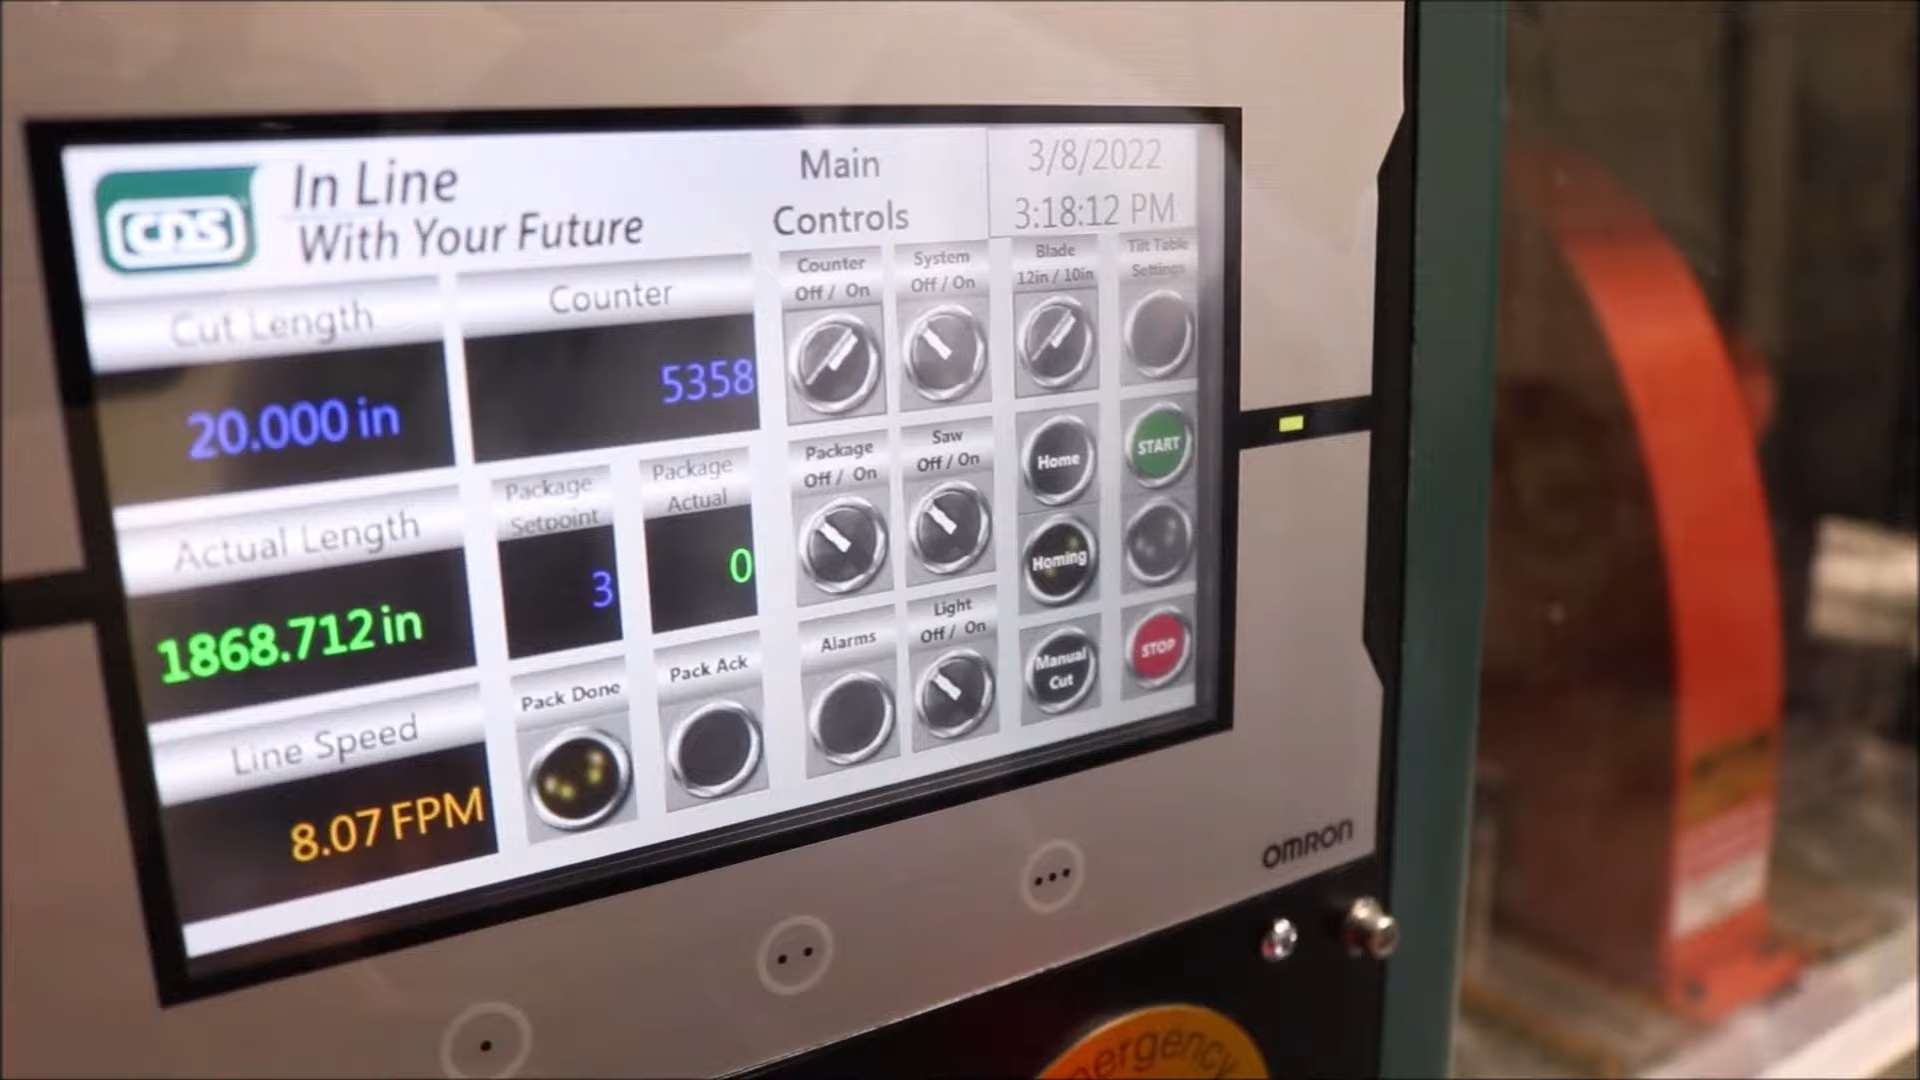 CDS
In Line
With Your Future
Main
Controls
3/8/2022
3:18:12 PM
Cut Length
20.000 in
Counter
5358
Actual Length
1868.712 in
Package
Setpoint
3
Package
Actual
0
Line Speed
8.07 FPM
Pack Done
Pack Ack
Counter
Off / On
System
Off / On
Blade
12in / 10in
Tilt Table
Settings
Package
Off / On
Saw
Off / On
Home
START
Homing
Alarms
Light
Off / On
Manual
Cut
STOP
OMRON
mergency